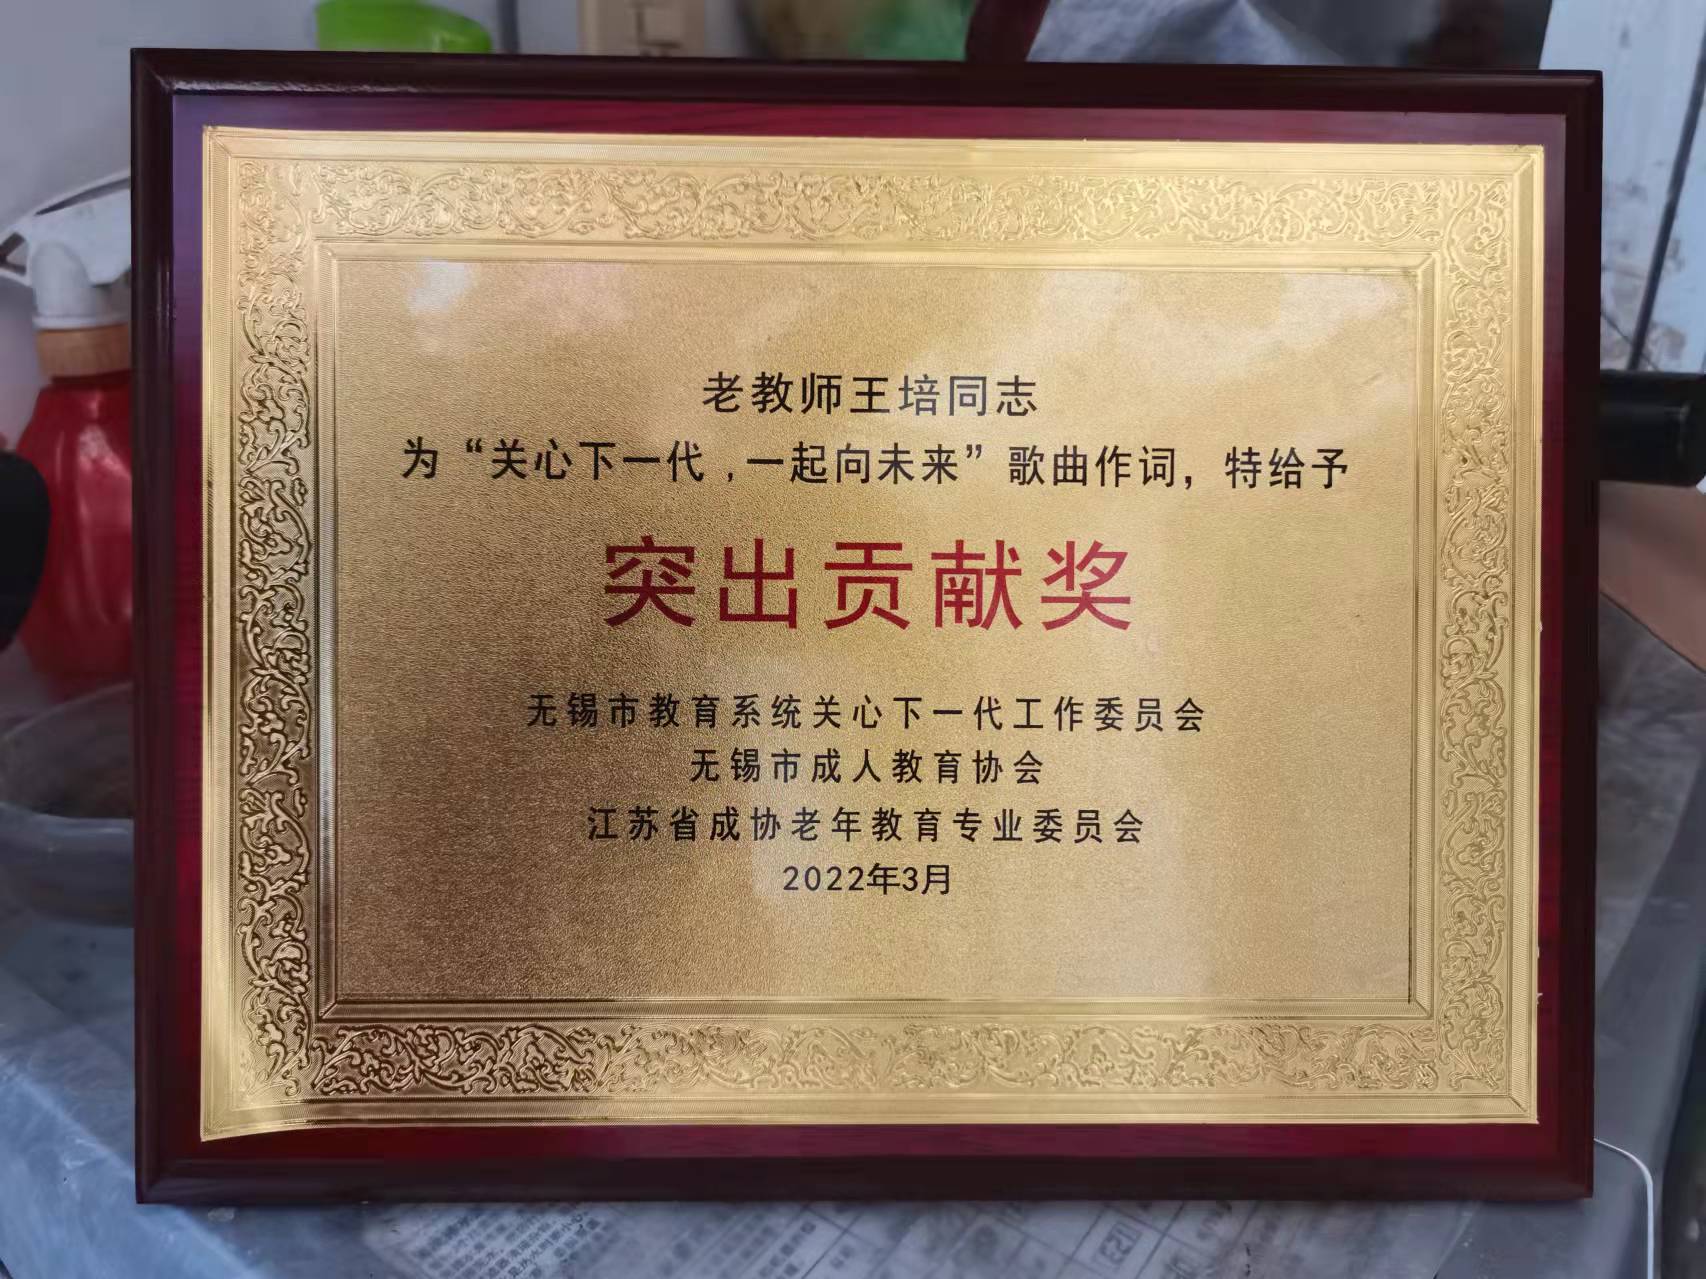 老教师王培同志
为“关心下一代,一起向未来”歌曲作词，特给予
突出贡献奖
无锡市教育系统关心下一代工作委员会
无锡市成人教育协会
江苏省成协老年教育专业委员会
2022年3月